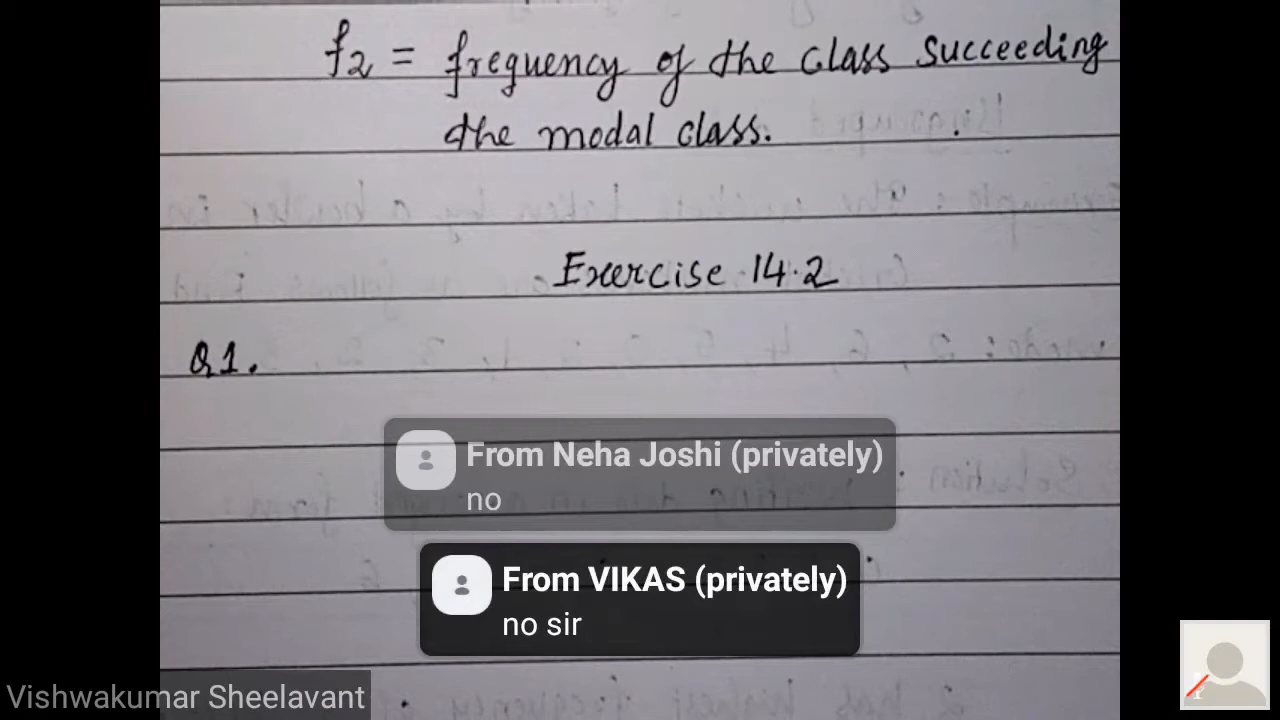 f2 = frequency of the class succeeding
the modal class.
Exercise 14.2
Q1.
From Neha Joshi (privately)
no
From VIKAS (privately)
no sir
Vishwakumar Sheelavant